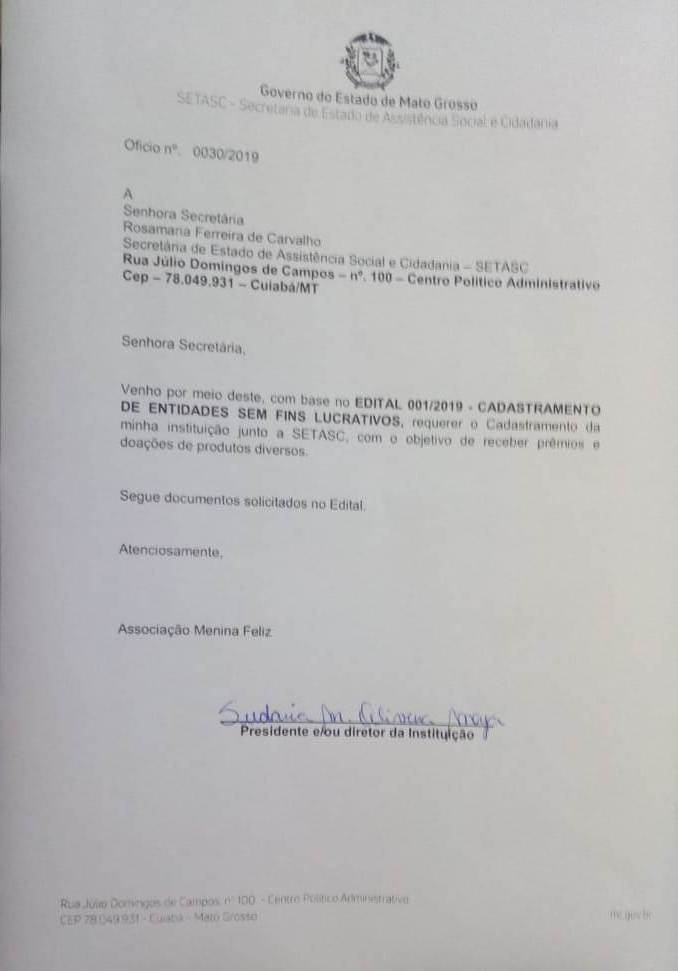 Governo do Estado de Mato Grosso
SETASC - Secretaria de Estado de Assistência Social e Cidadania
Oficio nº. 0030/2019
A
Senhora Secretária
Rosamaria Ferreira de Carvalho
Secretária de Estado de Assistência Social e Cidadania – SETASC
Rua Júlio Domingos de Campos – nº. 100 – Centro Político Administrativo
Cep – 78.049.931 – Cuiabá/MT
Senhora Secretária,
Venho por meio deste, com base no EDITAL 001/2019 - CADASTRAMENTO
DE ENTIDADES SEM FINS LUCRATIVOS, requerer o Cadastramento da
minha instituição junto a SETASC, com o objetivo de receber prêmios e
doações de produtos diversos.
Segue documentos solicitados no Edital.
Atenciosamente,
Associação Menina Feliz
M. Oliveira
Presidente e/ou diretor da Instituição
Rua Júlio Domingos de Campos, nº 100 - Centro Político Administrativo
CEP 78.049.931 - Cuiabá - Mato Grosso